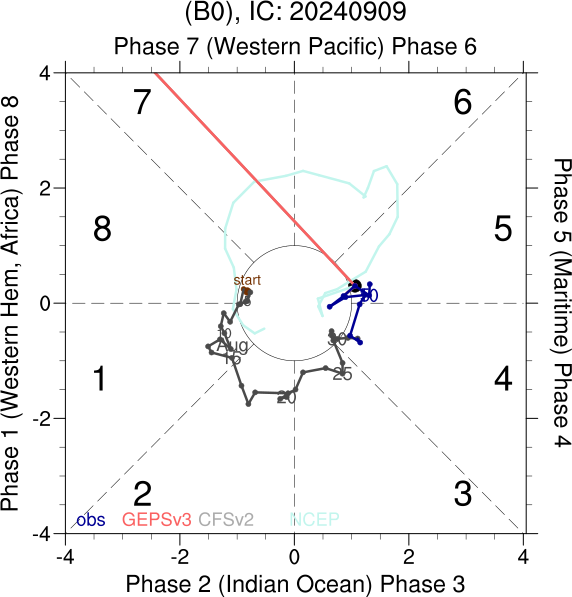 (B0), IC: 20240909
Phase 7 (Western Pacific) Phase 6
4
7
6
2
8
5
start
0
1
4
-2
2
3
-4
-4
-2
0
2
4
Phase 1 (Western Hem, Africa) Phase 8
Phase 5 (Maritime) Phase 4
10
Aug
15
20
25
obs
GEPSv3
CFSv2
NCEP
Phase 2 (Indian Ocean) Phase 3